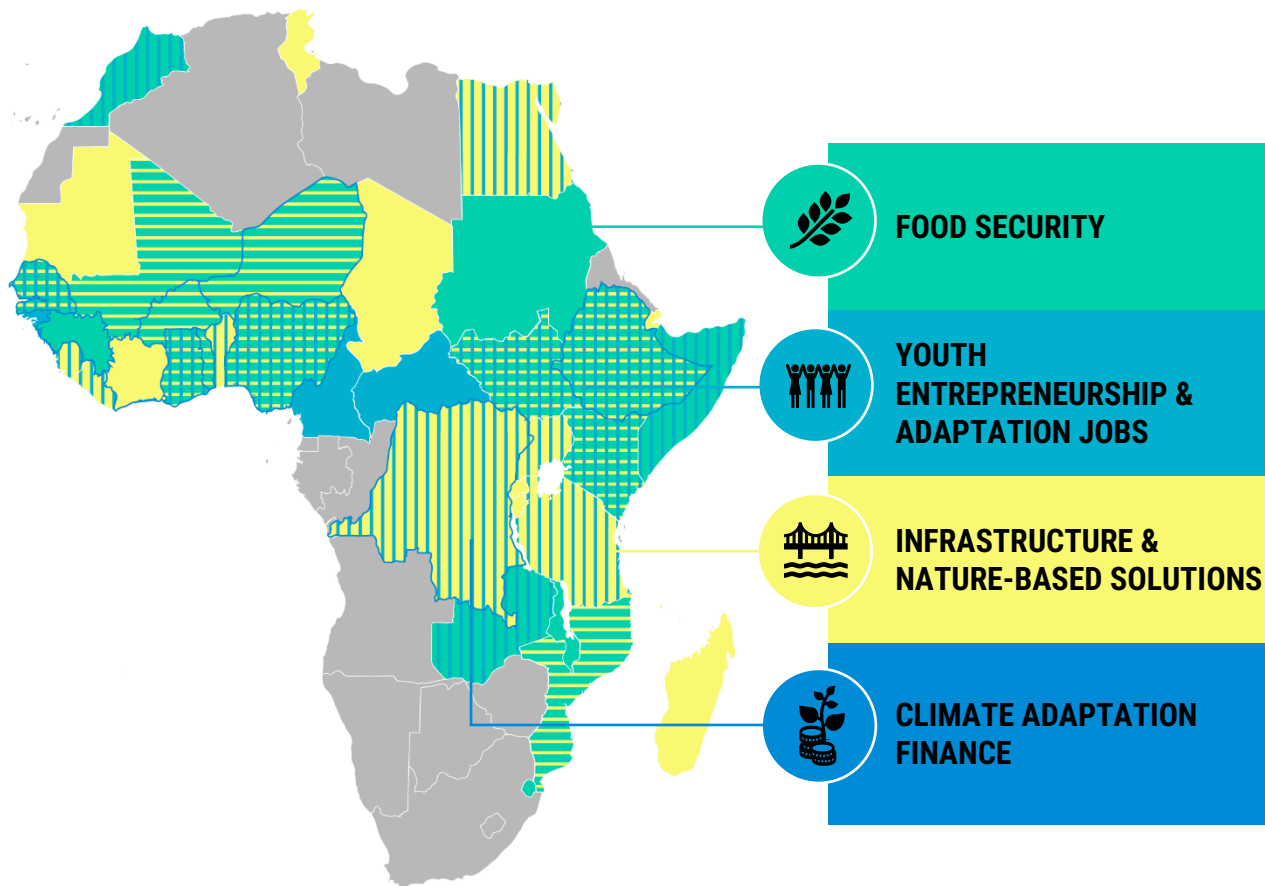 FOOD SECURITY
YOUTH
ENTREPRENEURSHIP &
ADAPTATION JOBS
INFRASTRUCTURE &
NATURE-BASED SOLUTIONS
CLIMATE ADAPTATION
FINANCE